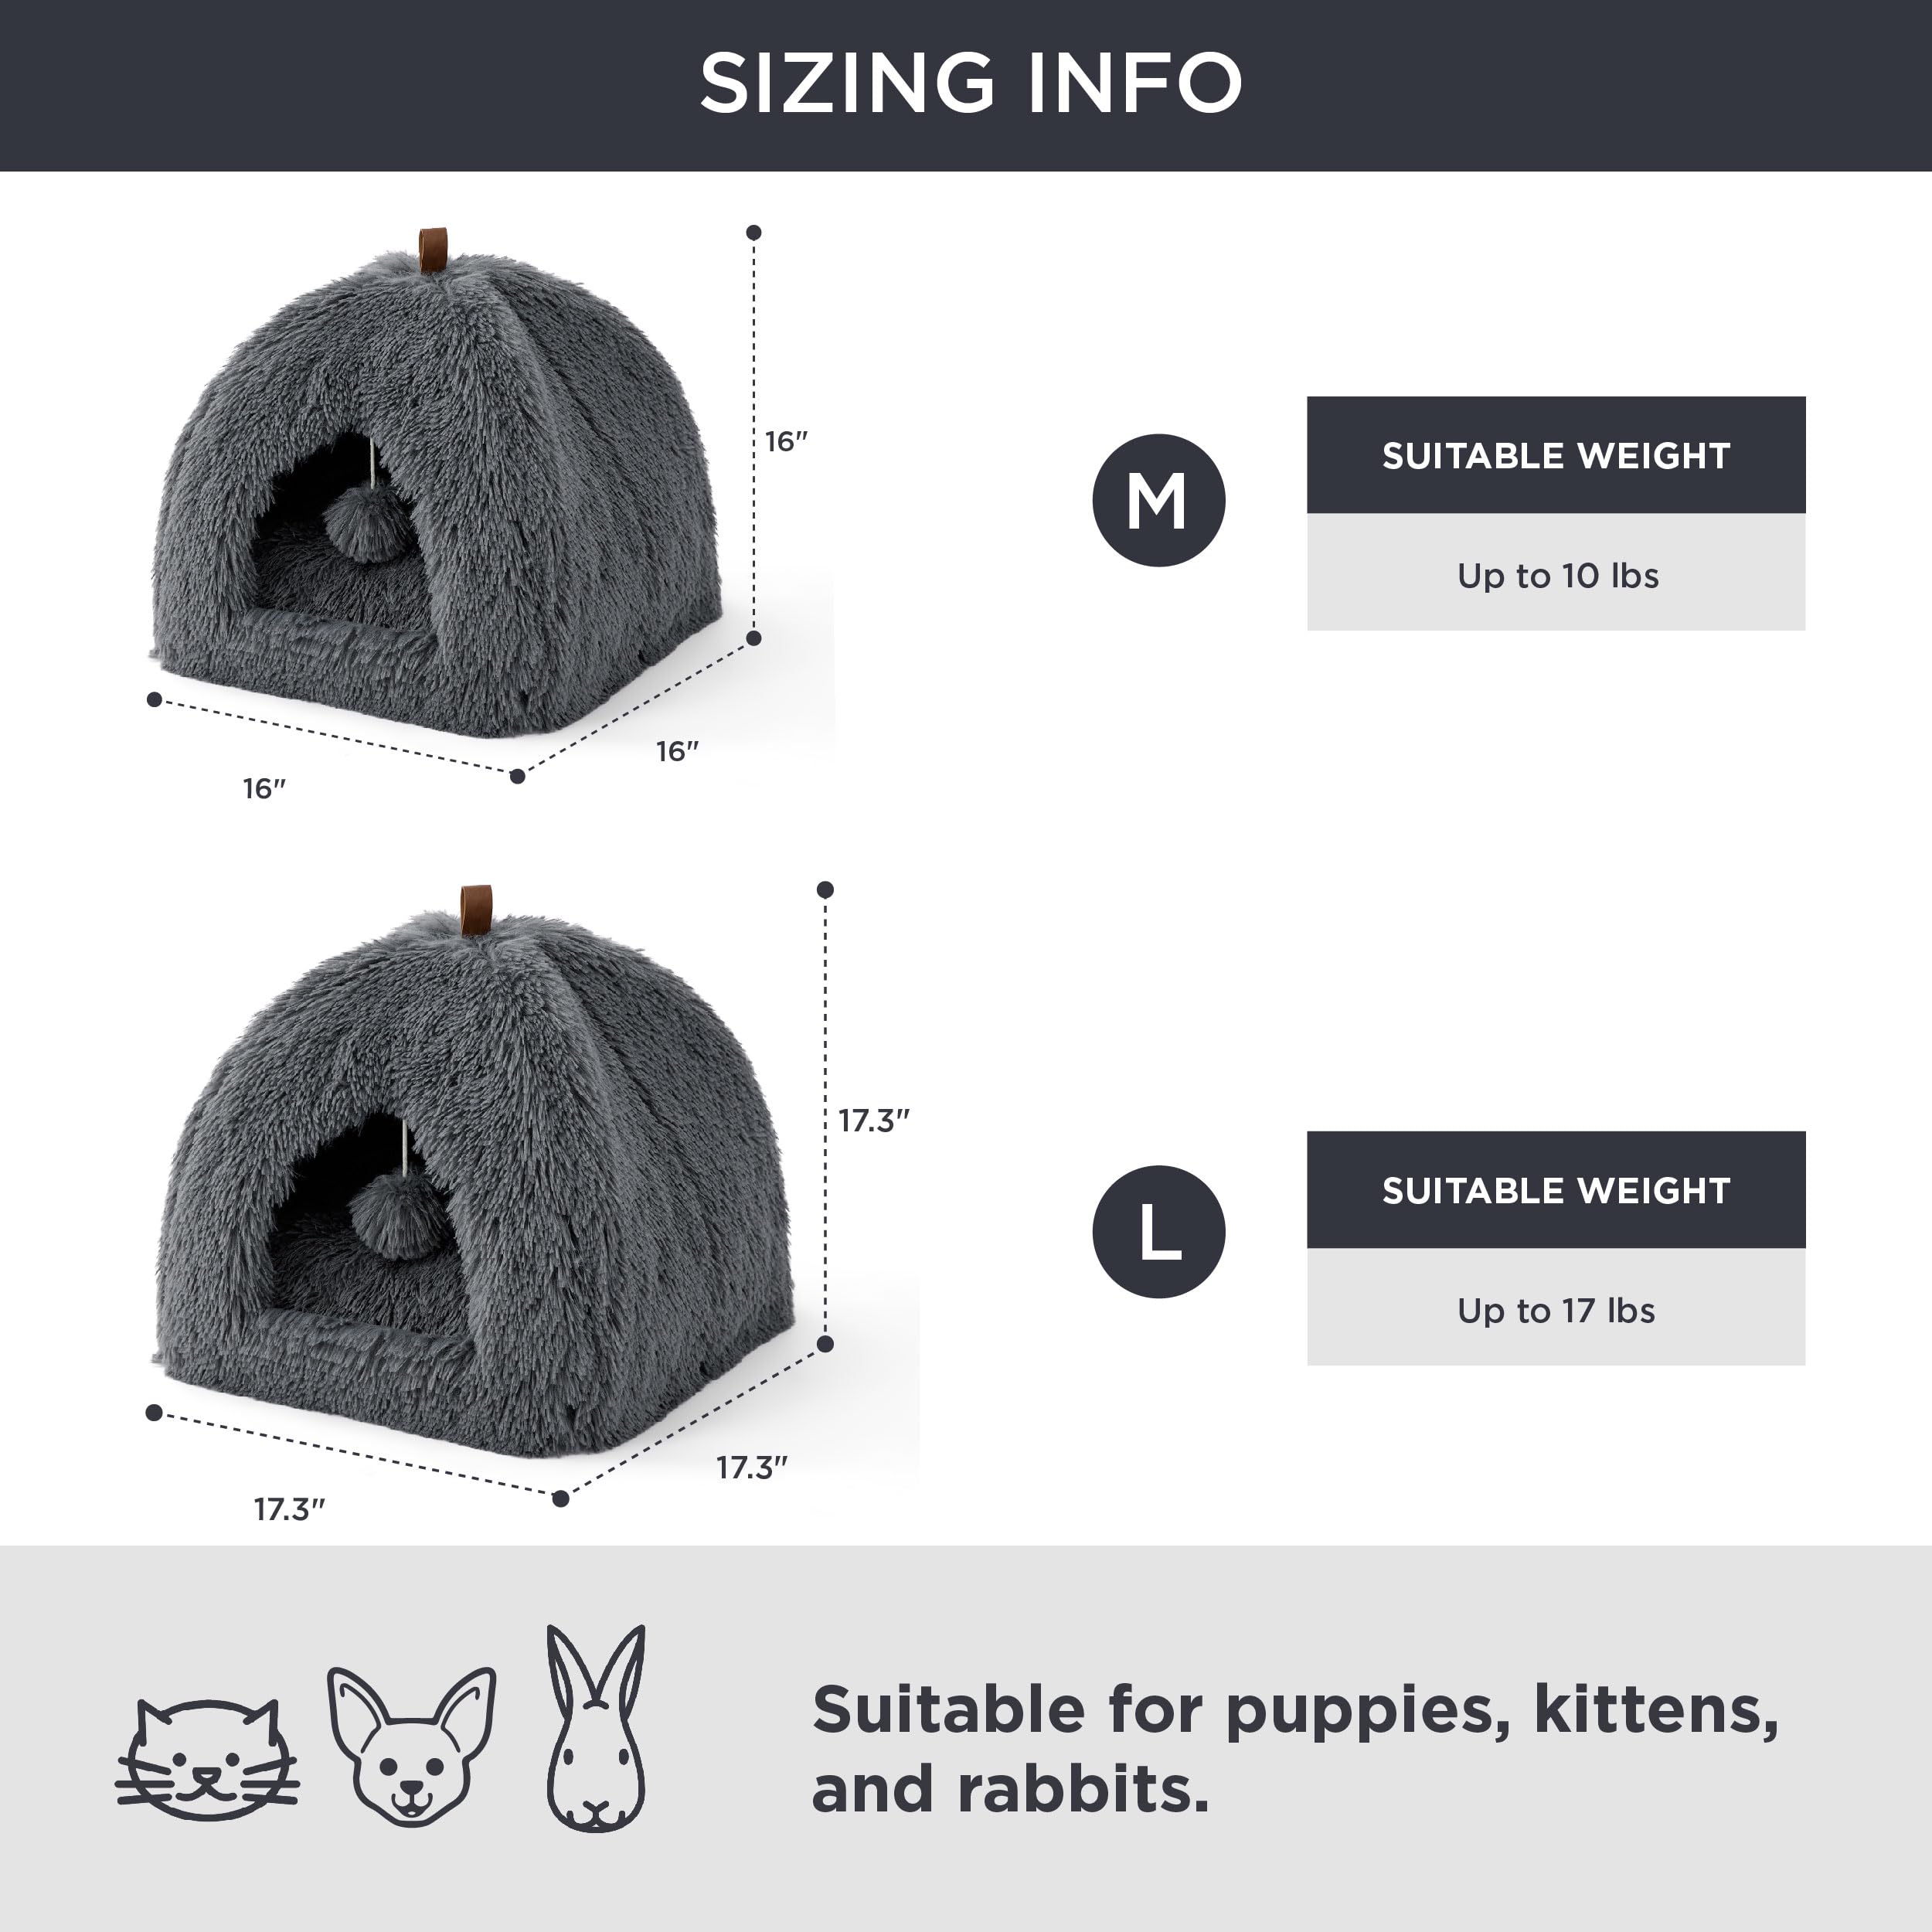 SIZING INFO
16"
16"
16"
M
SUITABLE WEIGHT
Up to 10 lbs
17.3"
17.3"
17.3"
L
SUITABLE WEIGHT
Up to 17 lbs
Suitable for puppies, kittens,
and rabbits.